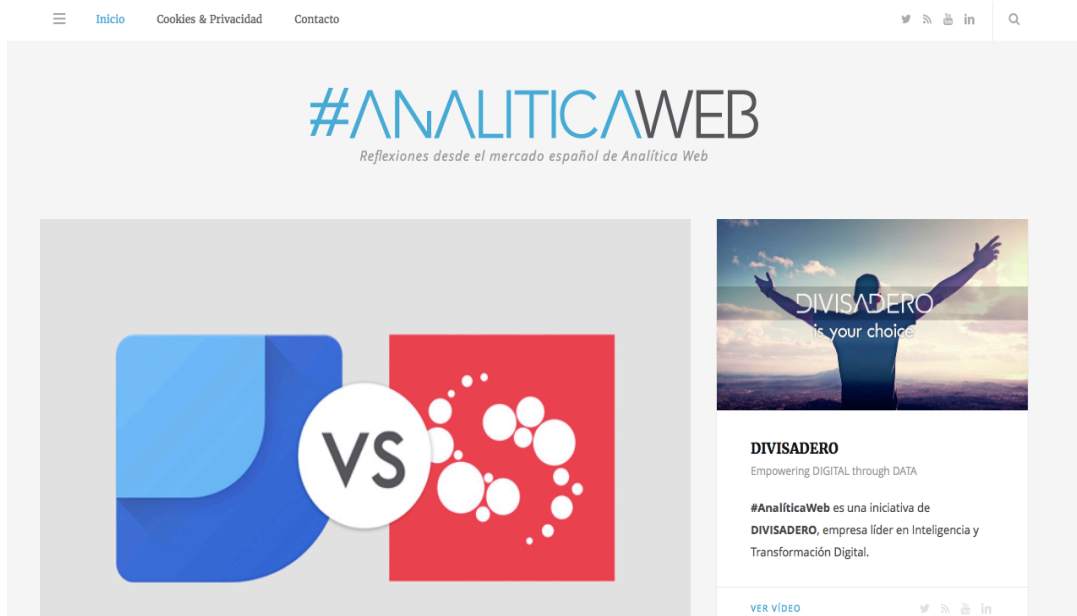 Inicio Cookies & Privacidad Contacto
#ANALITICAWEB
Reflexiones desde el mercado español de Analítica Web
VS
DIVISADERO
is your choice
DIVISADERO
Empowering DIGITAL through DATA
#AnalíticaWeb es una iniciativa de
DIVISADERO, empresa líder en Inteligencia y
Transformación Digital.
VER VÍDEO